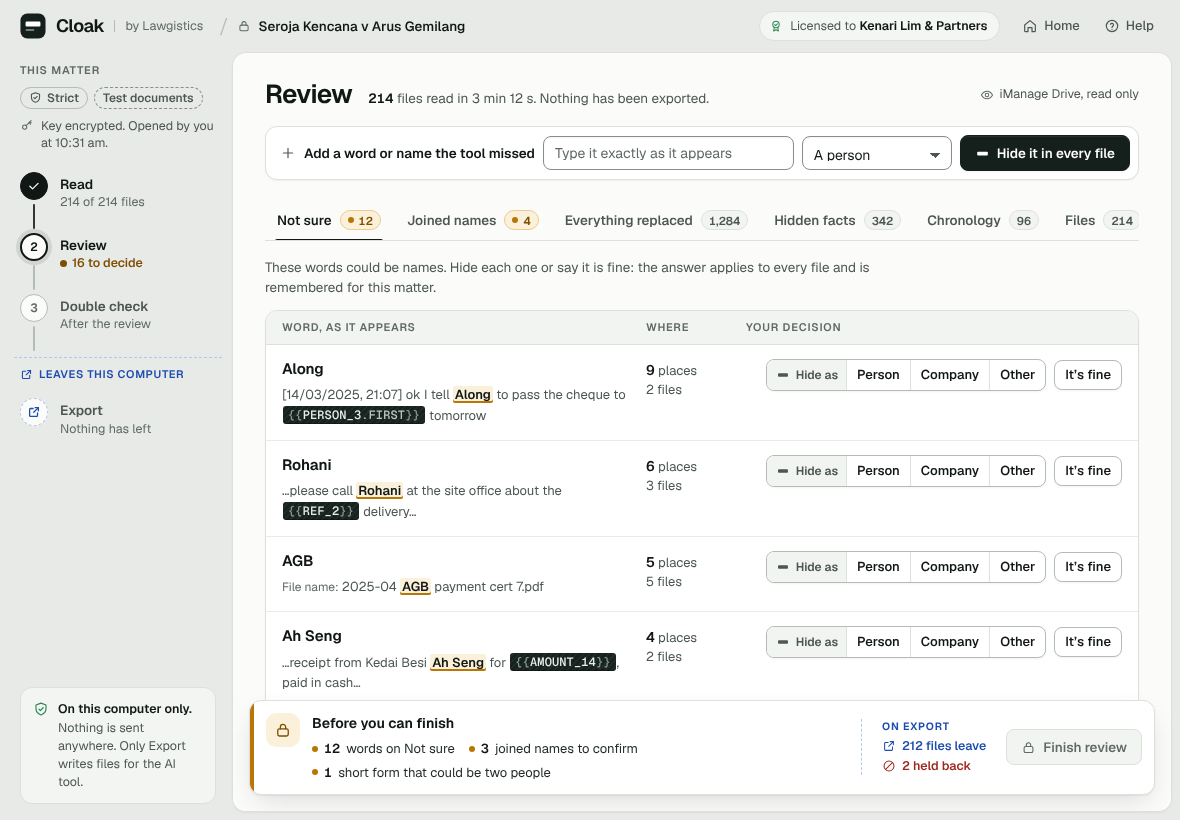 Cloak by Lawgistics / Seroja Kencana v Arus Gemilang
Licensed to Kenari Lim & Partners
Home
Help
THIS MATTER
Strict
Test documents
Key encrypted. Opened by you
at 10:31 am.
Read
214 of 214 files
2
Review
16 to decide
3
Double check
After the review
LEAVES THIS COMPUTER
Export
Nothing has left
On this computer only.
Nothing is sent
anywhere. Only Export
writes files for the AI
tool.
Review
214 files read in 3 min 12 s. Nothing has been exported.
iManage Drive, read only
Add a word or name the tool missed
Type it exactly as it appears
A person
Hide it in every file
Not sure 12
Joined names 4
Everything replaced 1,284
Hidden facts 342
Chronology 96
Files 214
These words could be names. Hide each one or say it is fine: the answer applies to every file and is
remembered for this matter.
WORD, AS IT APPEARS WHERE YOUR DECISION
Along
[14/03/2025, 21:07] ok I tell Along to pass the cheque to
{{PERSON_3.FIRST}} tomorrow
9 places
2 files
Hide as Person Company Other It's fine
Rohani
…please call Rohani at the site office about the
{{REF_2}} delivery…
6 places
3 files
Hide as Person Company Other It's fine
AGB
File name: 2025-04 AGB payment cert 7.pdf
5 places
5 files
Hide as Person Company Other It's fine
Ah Seng
…receipt from Kedai Besi Ah Seng for {{AMOUNT_14}},
paid in cash…
4 places
2 files
Hide as Person Company Other It's fine
Before you can finish
12 words on Not sure 3 joined names to confirm
1 short form that could be two people
ON EXPORT
212 files leave
2 held back
Finish review